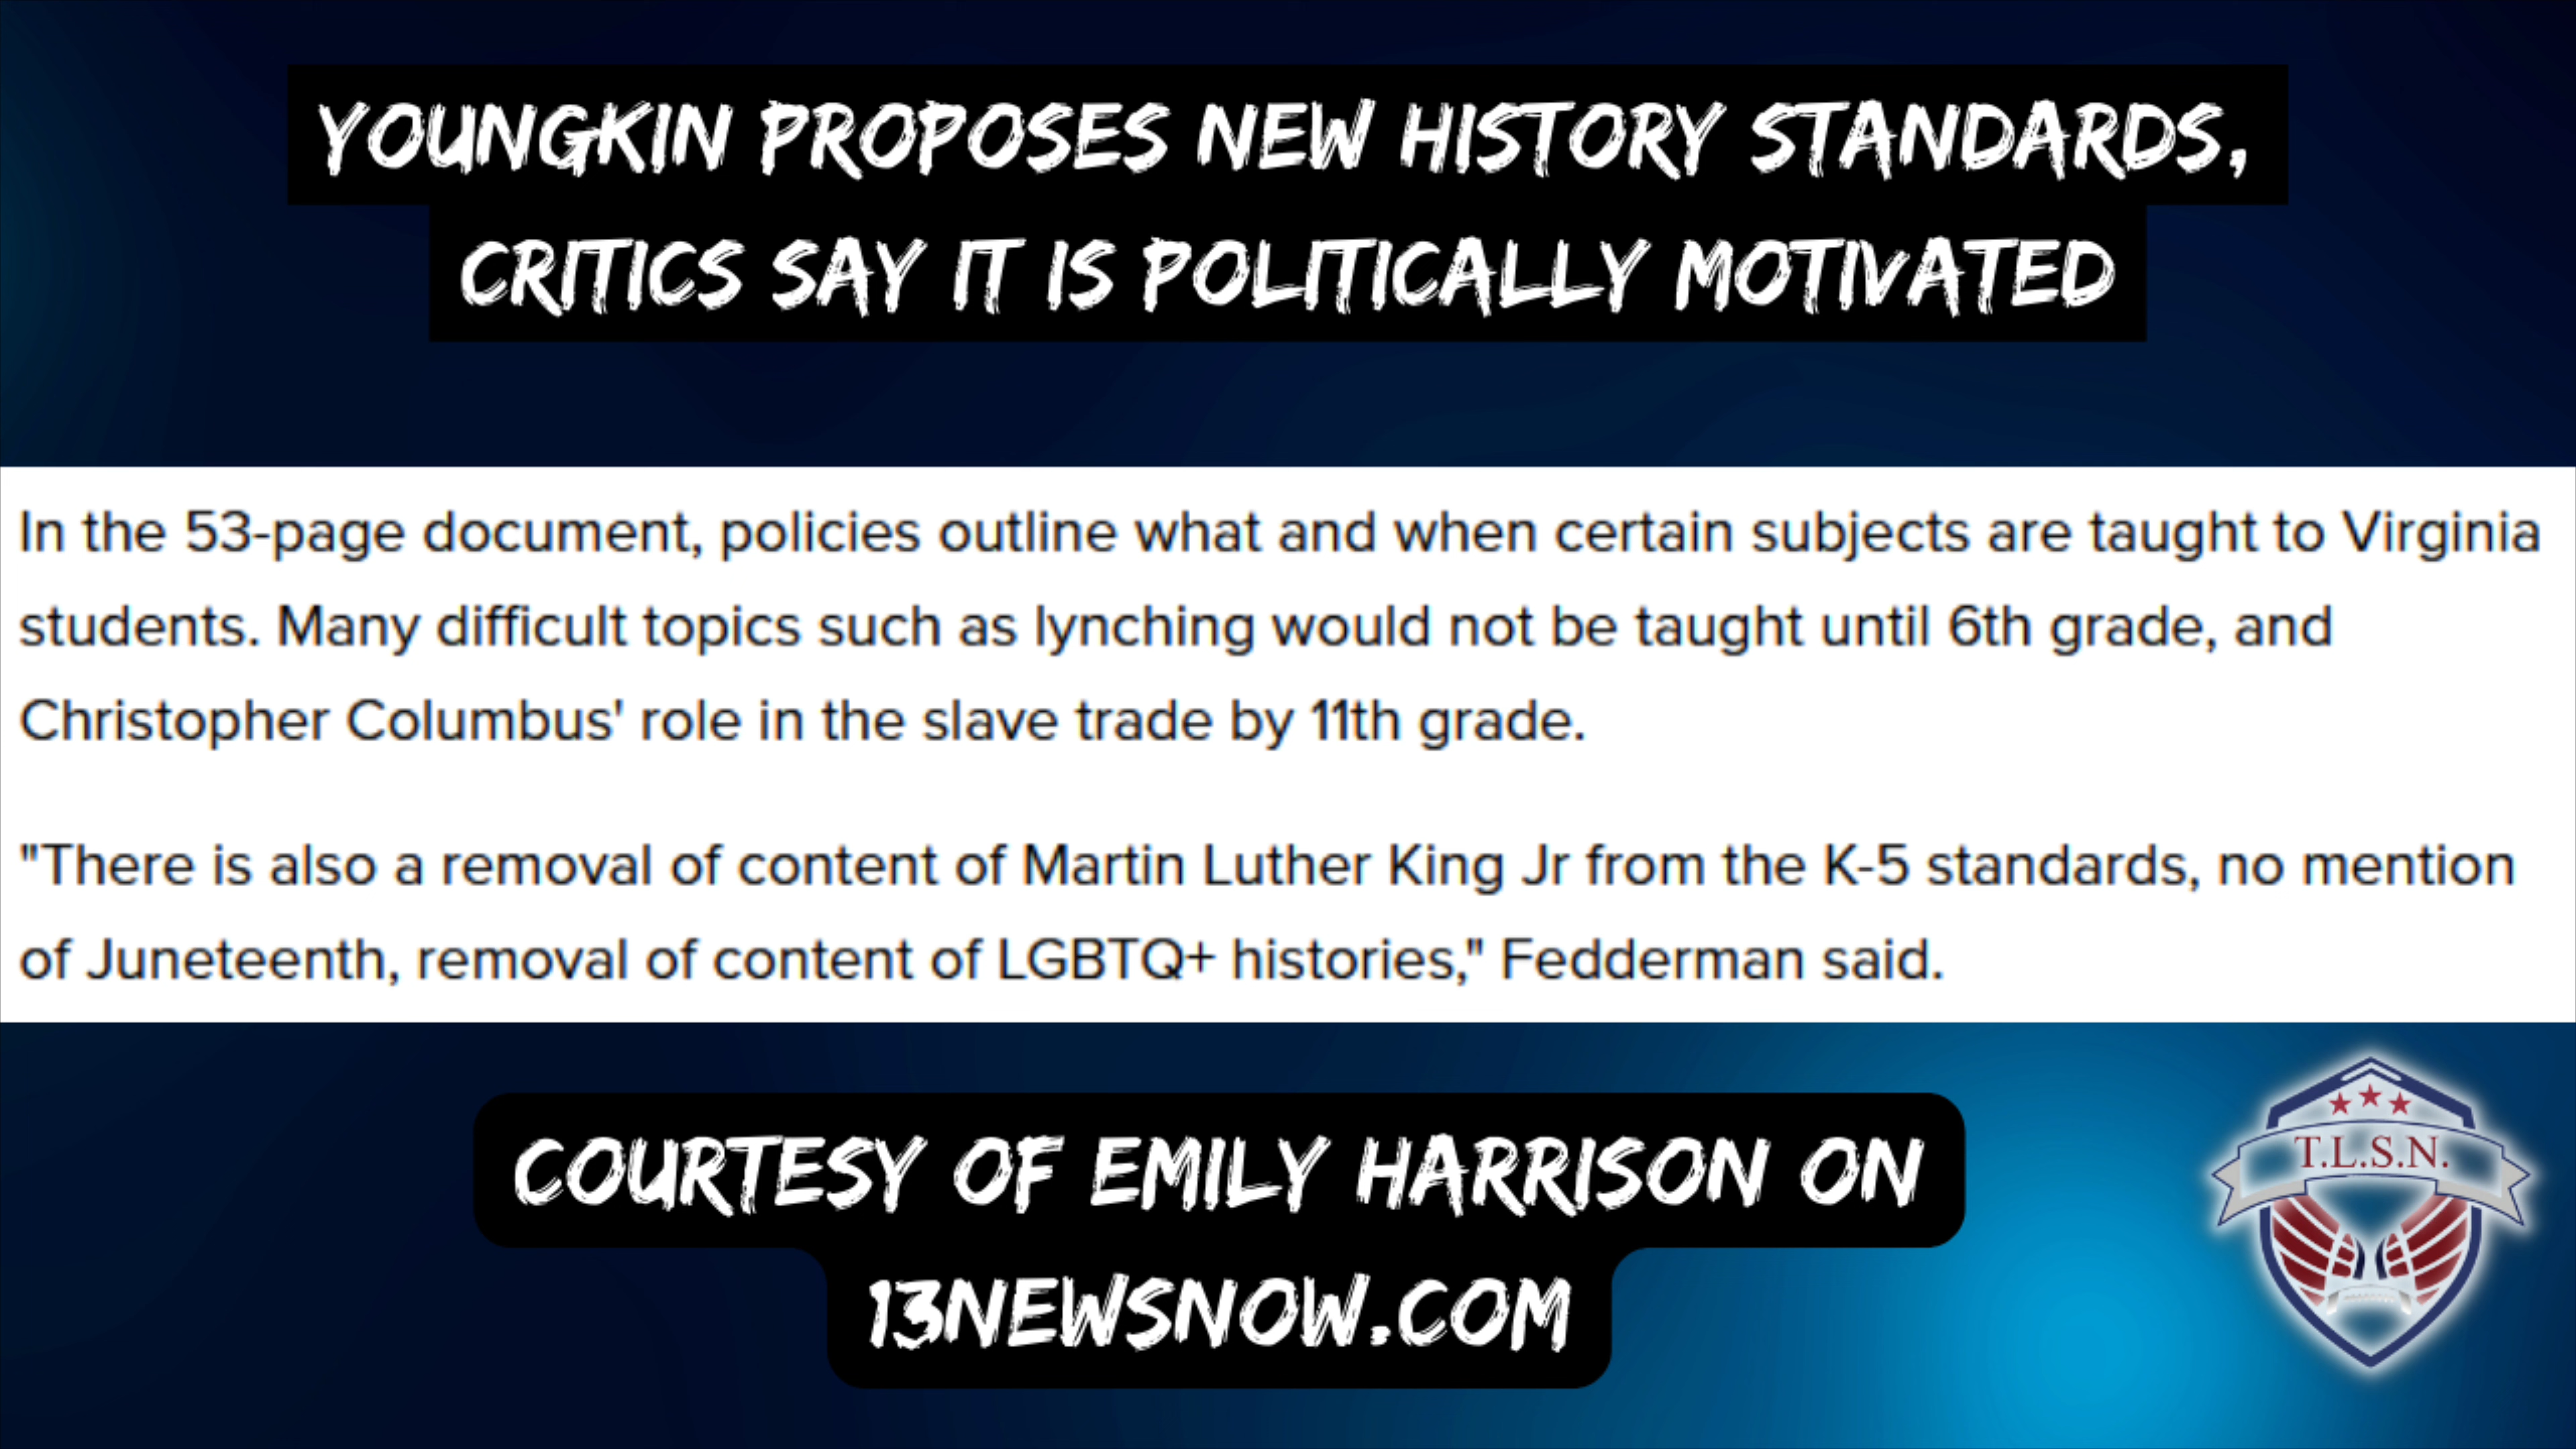 YOUNGKIN PROPOSES NEW HISTORY STANDARDS,
CRITICS SAY IT IS POLITICALLY MOTIVATED
In the 53-page document, policies outline what and when certain subjects are taught to Virginia
students. Many difficult topics such as lynching would not be taught until 6th grade, and
Christopher Columbus' role in the slave trade by 11th grade.
"There is also a removal of content of Martin Luther King Jr from the K-5 standards, no mention
of Juneteenth, removal of content of LGBTQ+ histories," Fedderman said.
COURTESY OF EMILY HARRISON ON
13NEWSNOW.COM
T.L.S.N.